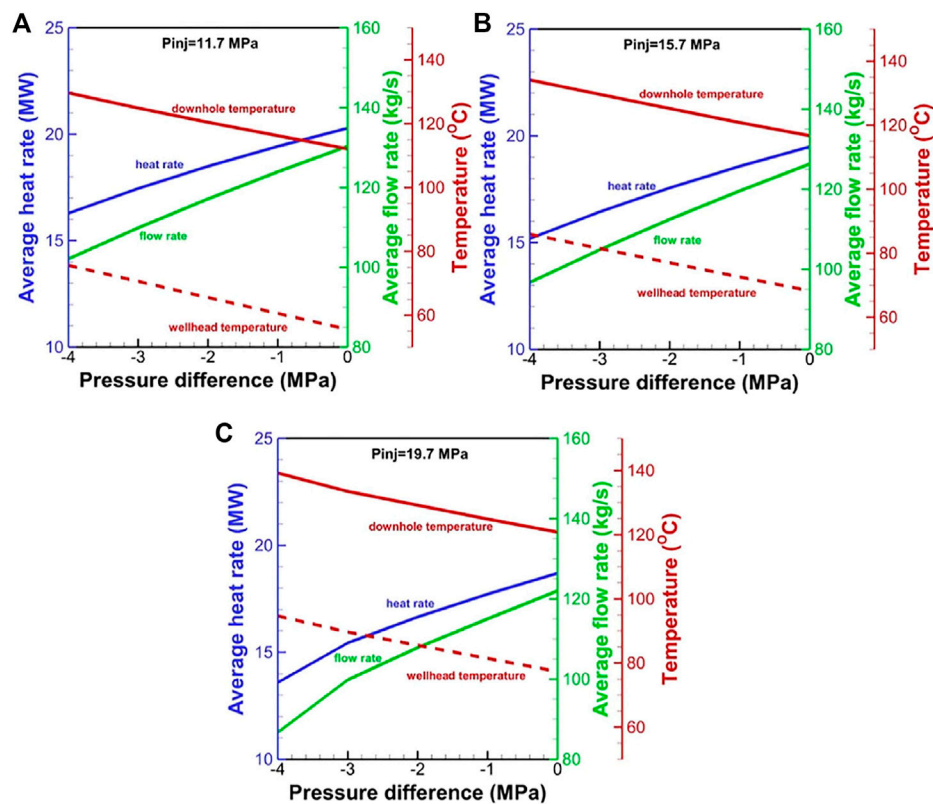 A
Pinj=11.7 MPa
25
20
15
10
Average heat rate (MW)
downhole temperature
heat rate
flow rate
wellhead temperature
-4
-3
-2
-1
0
Pressure difference (MPa)
160
140
120
100
80
Average flow rate (kg/s)
140
120
100
80
60
Temperature (°C)
B
Pinj=15.7 MPa
25
20
15
10
Average heat rate (MW)
downhole temperature
heat rate
flow rate
wellhead temperature
-4
-3
-2
-1
0
Pressure difference (MPa)
160
140
120
100
80
Average flow rate (kg/s)
140
120
100
80
60
Temperature (°C)
C
Pinj=19.7 MPa
25
20
15
10
Average heat rate (MW)
downhole temperature
heat rate
flow rate
wellhead temperature
-4
-3
-2
-1
0
Pressure difference (MPa)
160
140
120
100
80
Average flow rate (kg/s)
140
120
100
80
60
Temperature (°C)